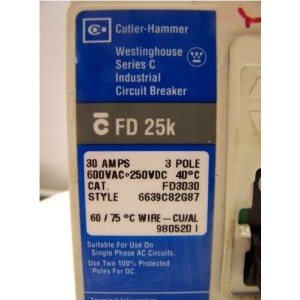 Cutler-Hammer
Westinghouse
Series C
Industrial
Circuit Breaker
C FD 25k
30 AMPS 3 POLE
600VAC•250VDC 40°C
CAT. FD3030
STYLE 6639C82G87
60 / 75 °C WIRE-CU/AL
980520 I
Suitable For Use On
Single Phase AC Circuits.
Use Two 100% Protected
Poles For DC.
Terminal Information